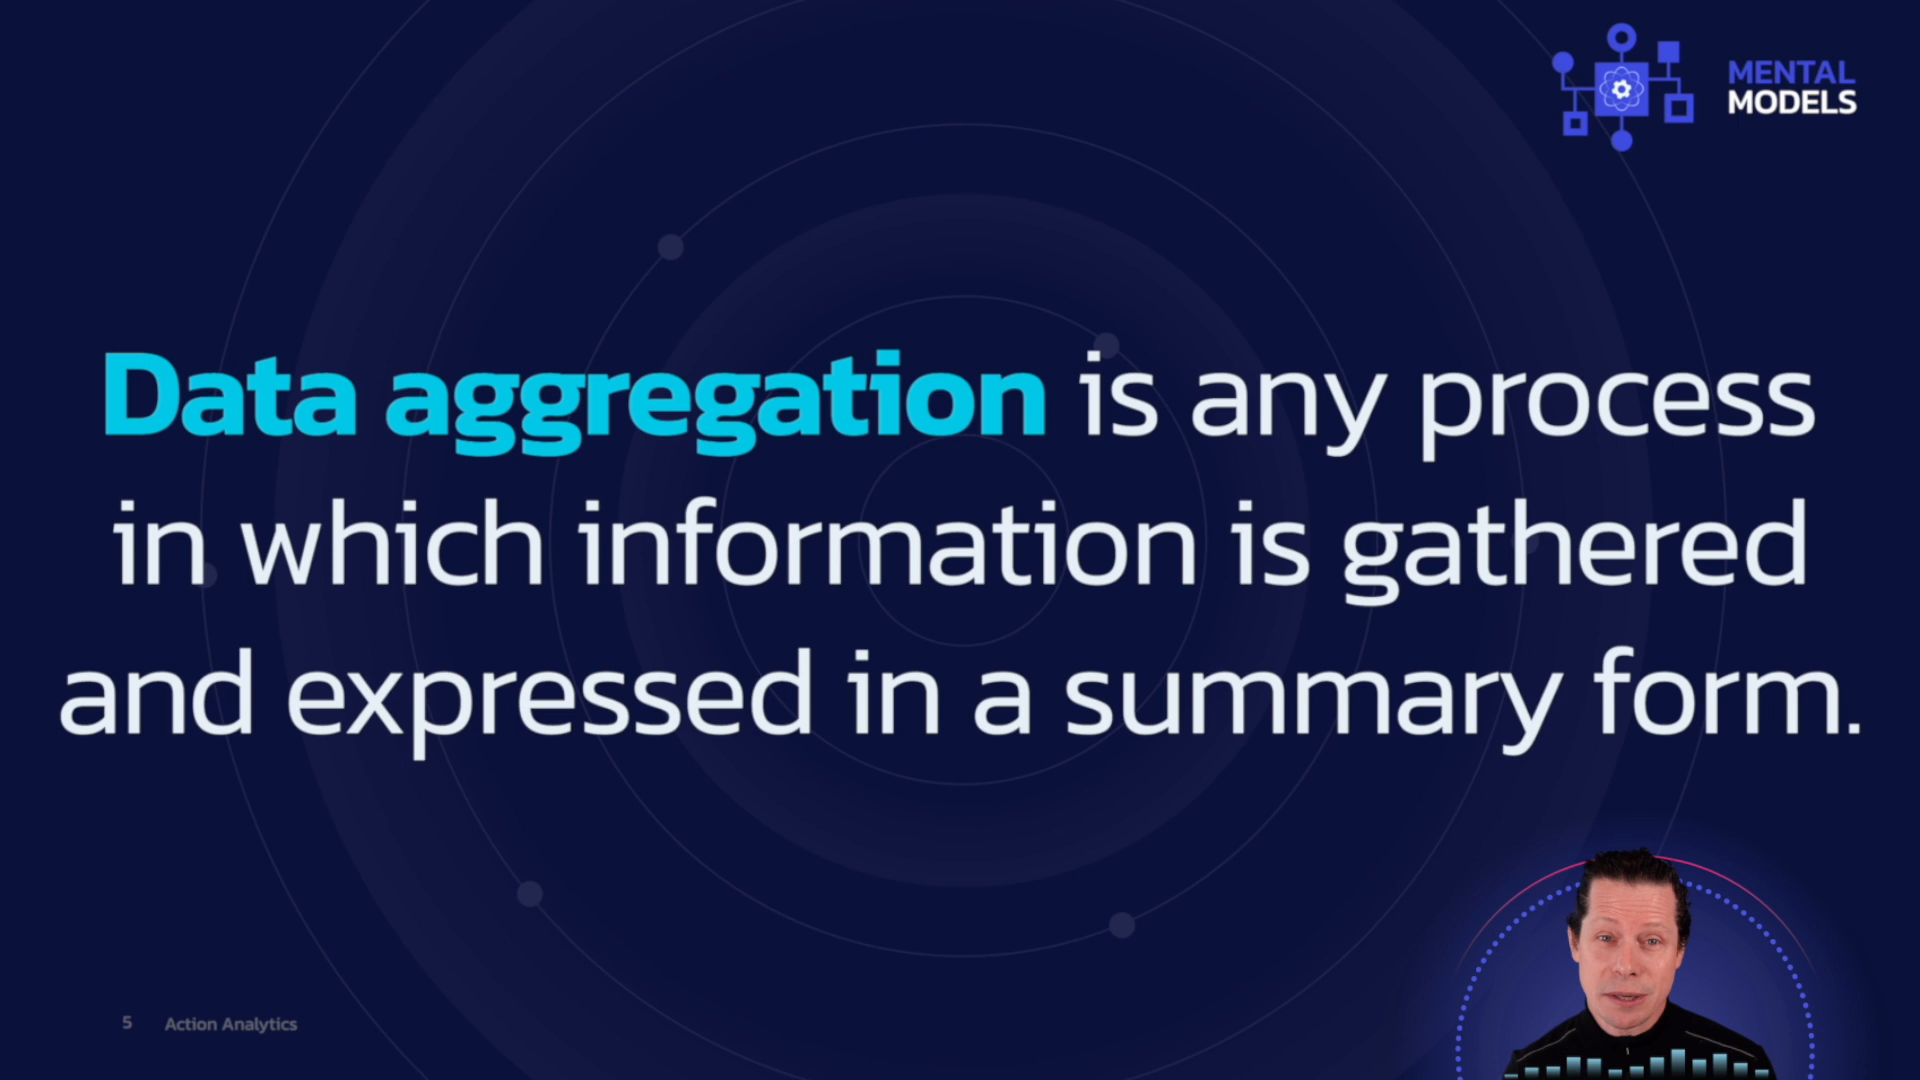 MENTAL
MODELS
Data aggregation is any process
in which information is gathered
and expressed in a summary form.
5 Action Analytics